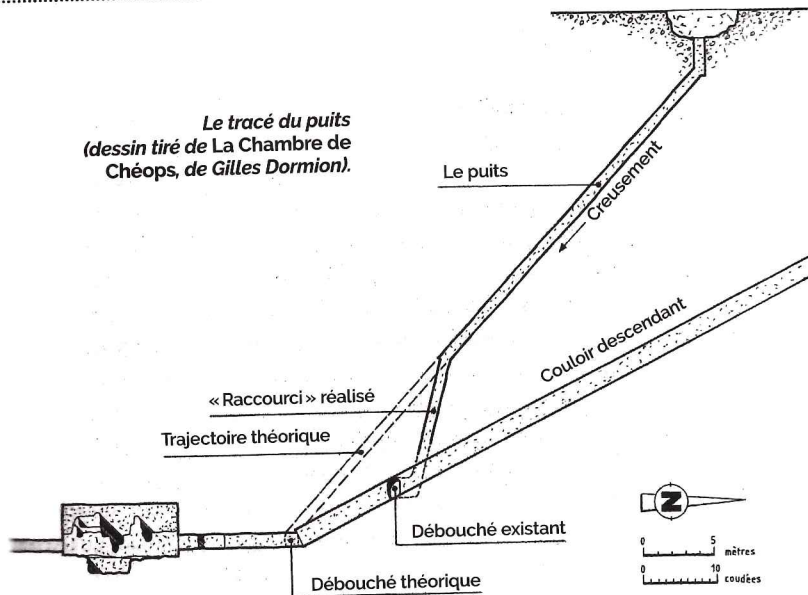 Le tracé du puits
(dessin tiré de La Chambre de
Chéops, de Gilles Dormion).
Le puits
Creusement
Couloir descendant
« Raccourci » réalisé
Trajectoire théorique
Débouché existant
Débouché théorique
N
0 5
mètres
0 10
coudées